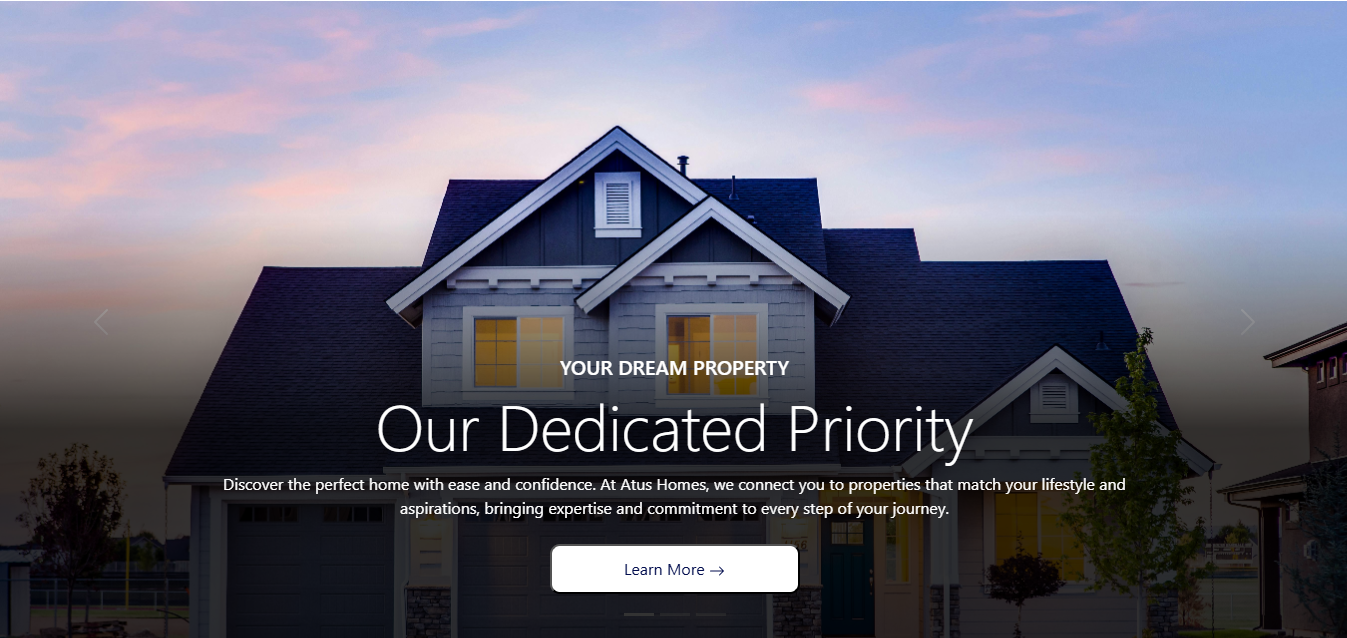 YOUR DREAM PROPERTY
Our Dedicated Priority
Discover the perfect home with ease and confidence. At Atus Homes, we connect you to properties that match your lifestyle and
aspirations, bringing expertise and commitment to every step of your journey.
Learn More →